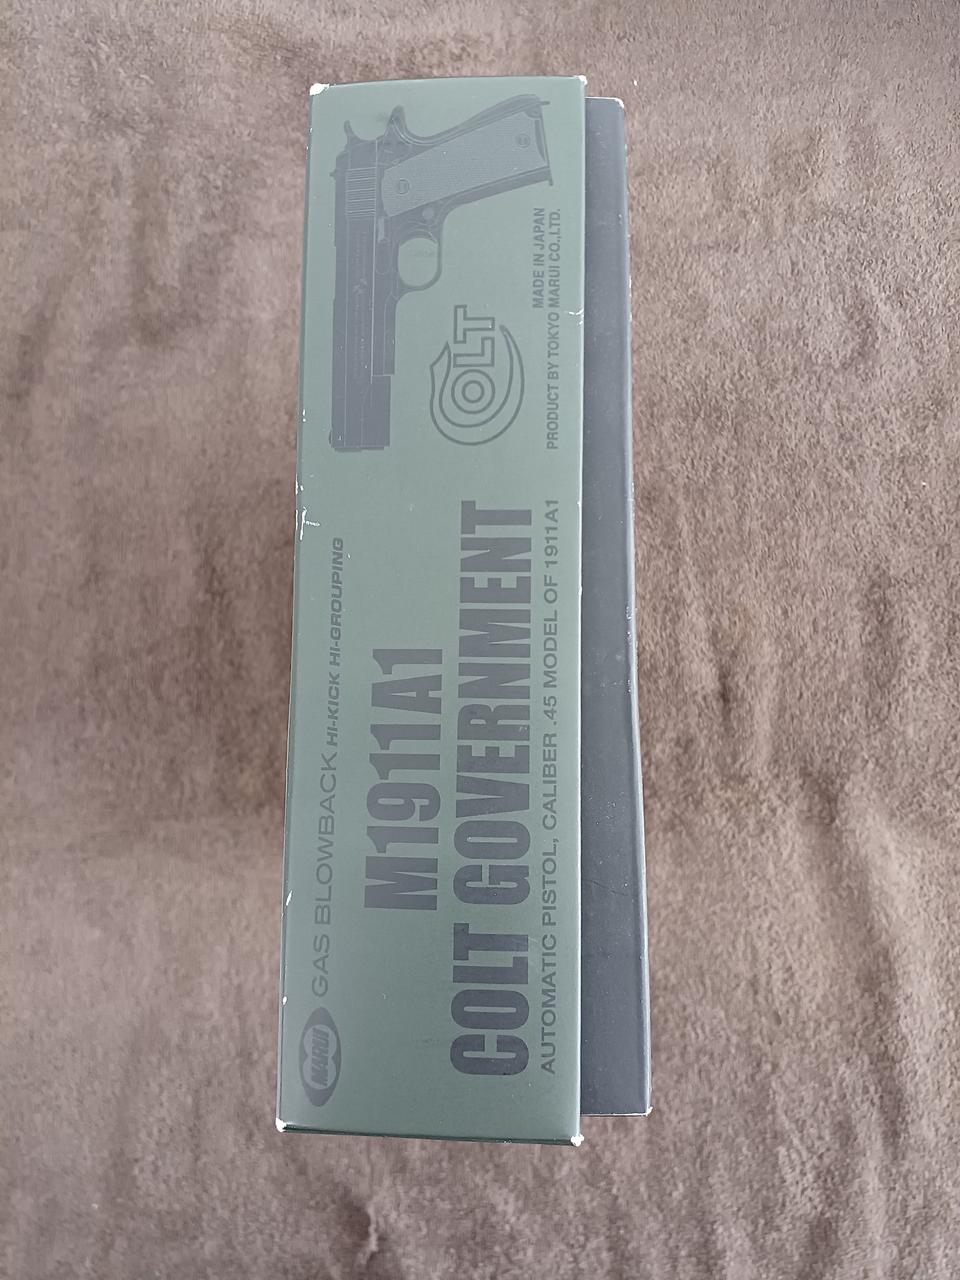 GAS BLOWBACK HI-KICK HI-GROUPING
MARUI
M1911A1
COLT GOVERNMENT
AUTOMATIC PISTOL, CALIBER .45 MODEL OF 1911A1
COLT
MADE IN JAPAN
PRODUCT BY TOKYO MARUI CO.,LTD.